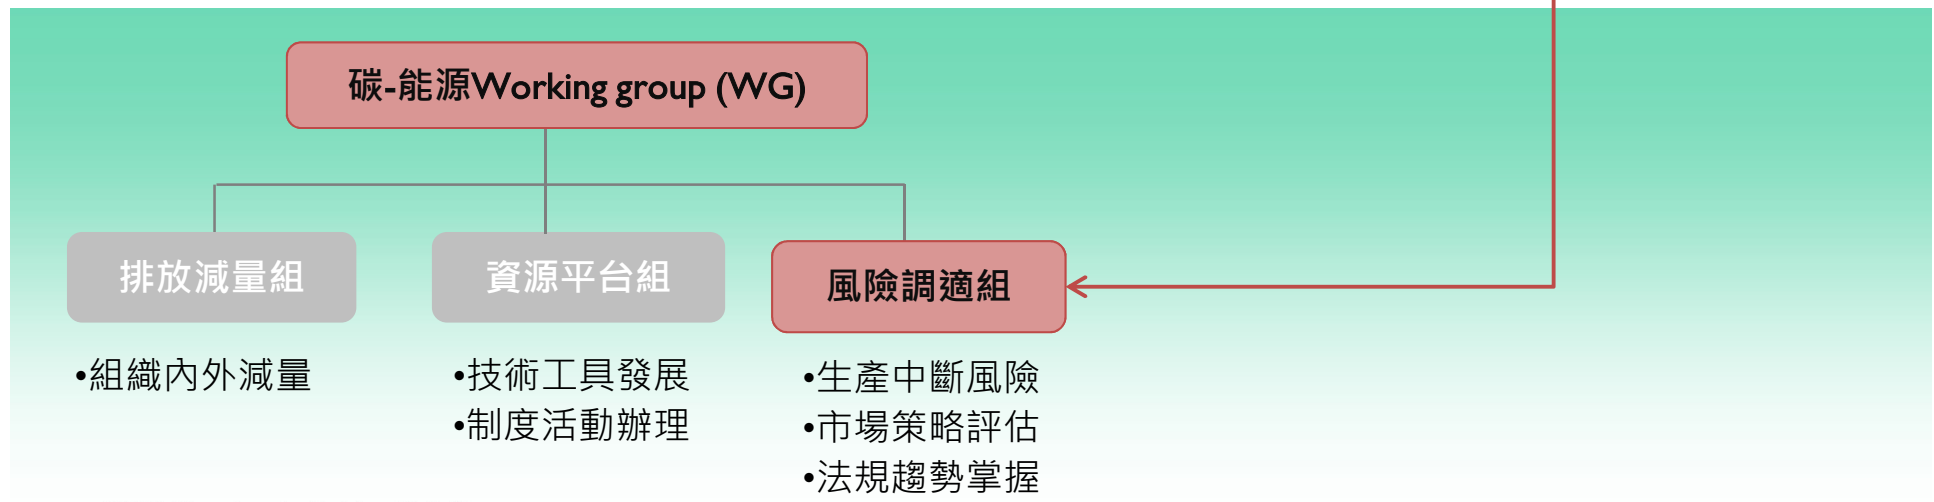 碳-能源Working group (WG)
排放減量組
資源平台組
風險調適組
•組織內外減量
•技術工具發展
•制度活動辦理
•生產中斷風險
•市場策略評估
•法規趨勢掌握